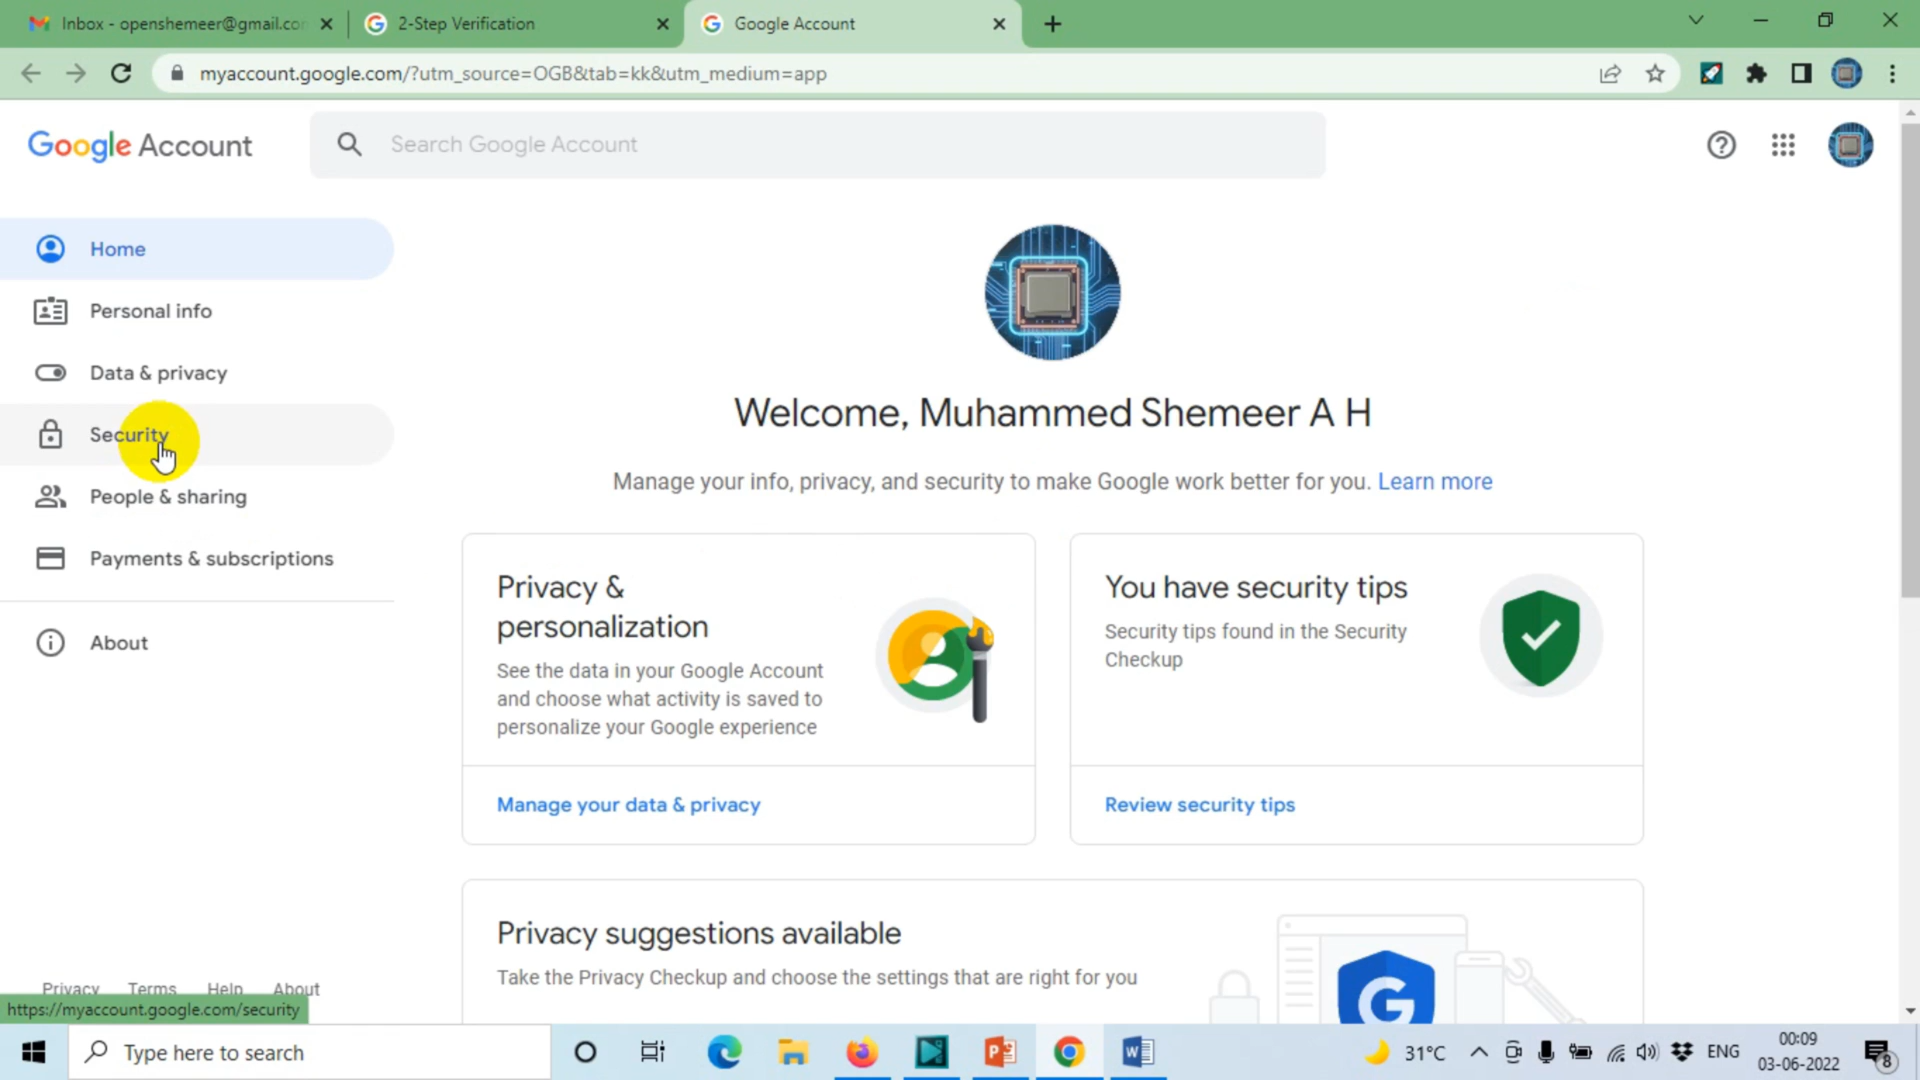 Inbox - openshemeer@gmail.con
2-Step Verification
Google Account
myaccount.google.com/?utm_source=OGB&tab=kk&utm_medium=app
Google Account
Search Google Account
Home
Personal info
Data & privacy
Security
People & sharing
Payments & subscriptions
About
Welcome, Muhammed Shemeer A H
Manage your info, privacy, and security to make Google work better for you. Learn more
Privacy &
personalization
See the data in your Google Account
and choose what activity is saved to
personalize your Google experience
Manage your data & privacy
You have security tips
Security tips found in the Security
Checkup
Review security tips
Privacy suggestions available
Take the Privacy Checkup and choose the settings that are right for you
Privacy Terms Help About
https://myaccount.google.com/security
Type here to search
31°C
ENG
00:09
03-06-2022
8